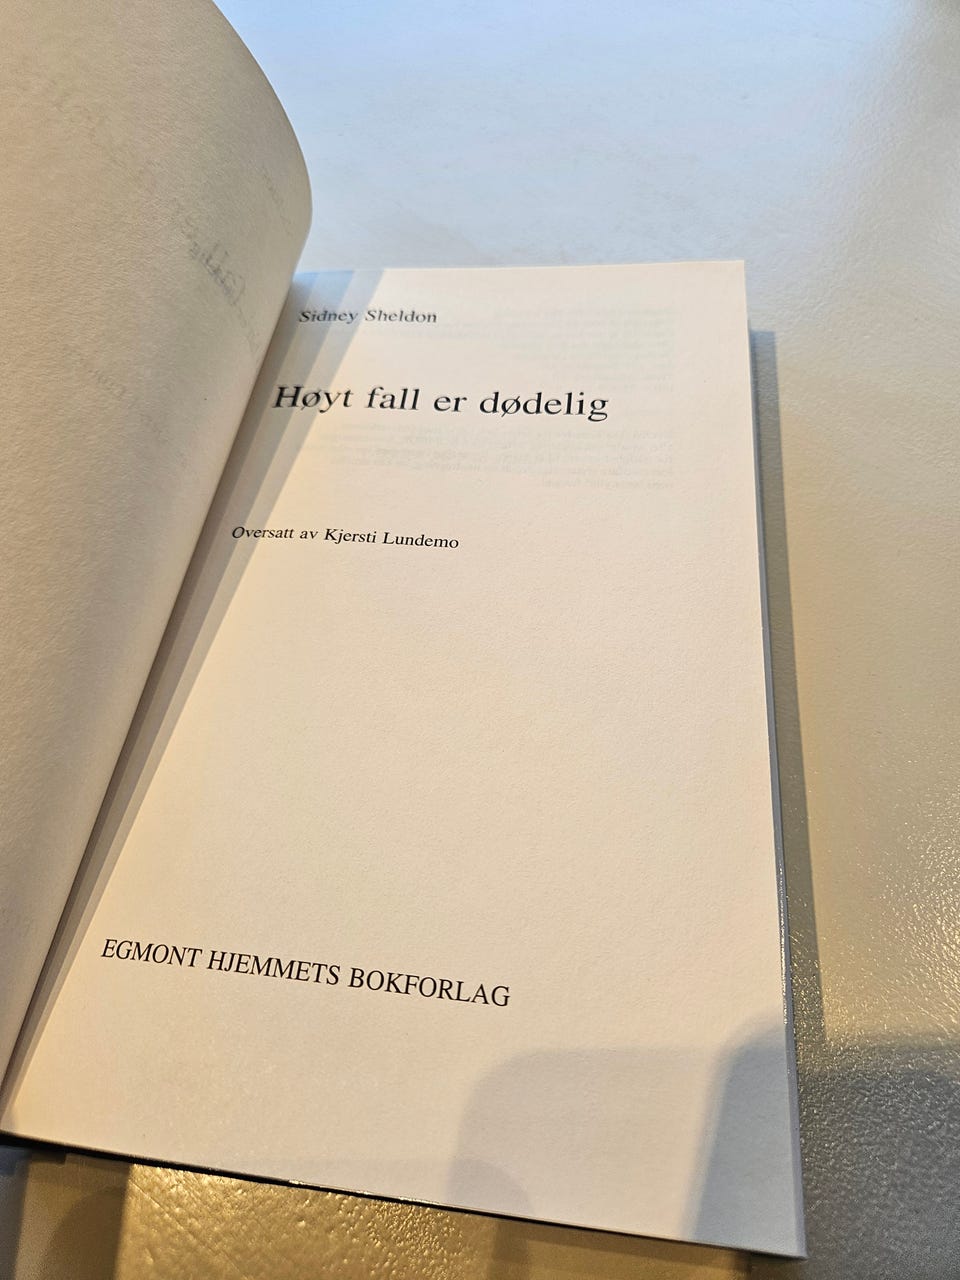 Sidney Sheldon
Høyt fall er dødelig
Oversatt av Kjersti Lundemo
EGMONT HJEMMETS BOKFORLAG